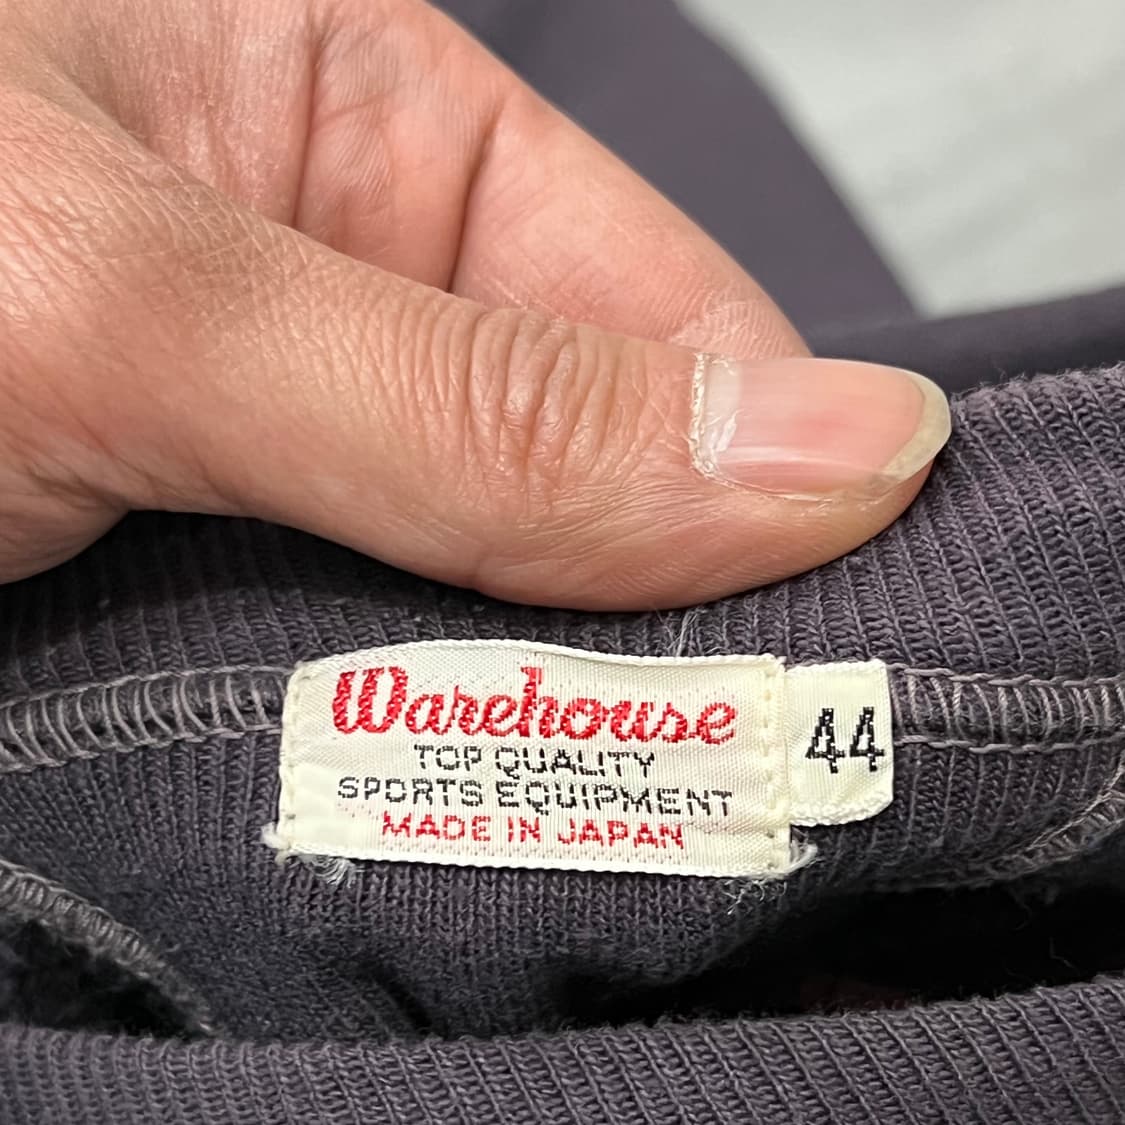 Warehouse
TOP QUALITY
SPORTS EQUIPMENT
MADE IN JAPAN
44